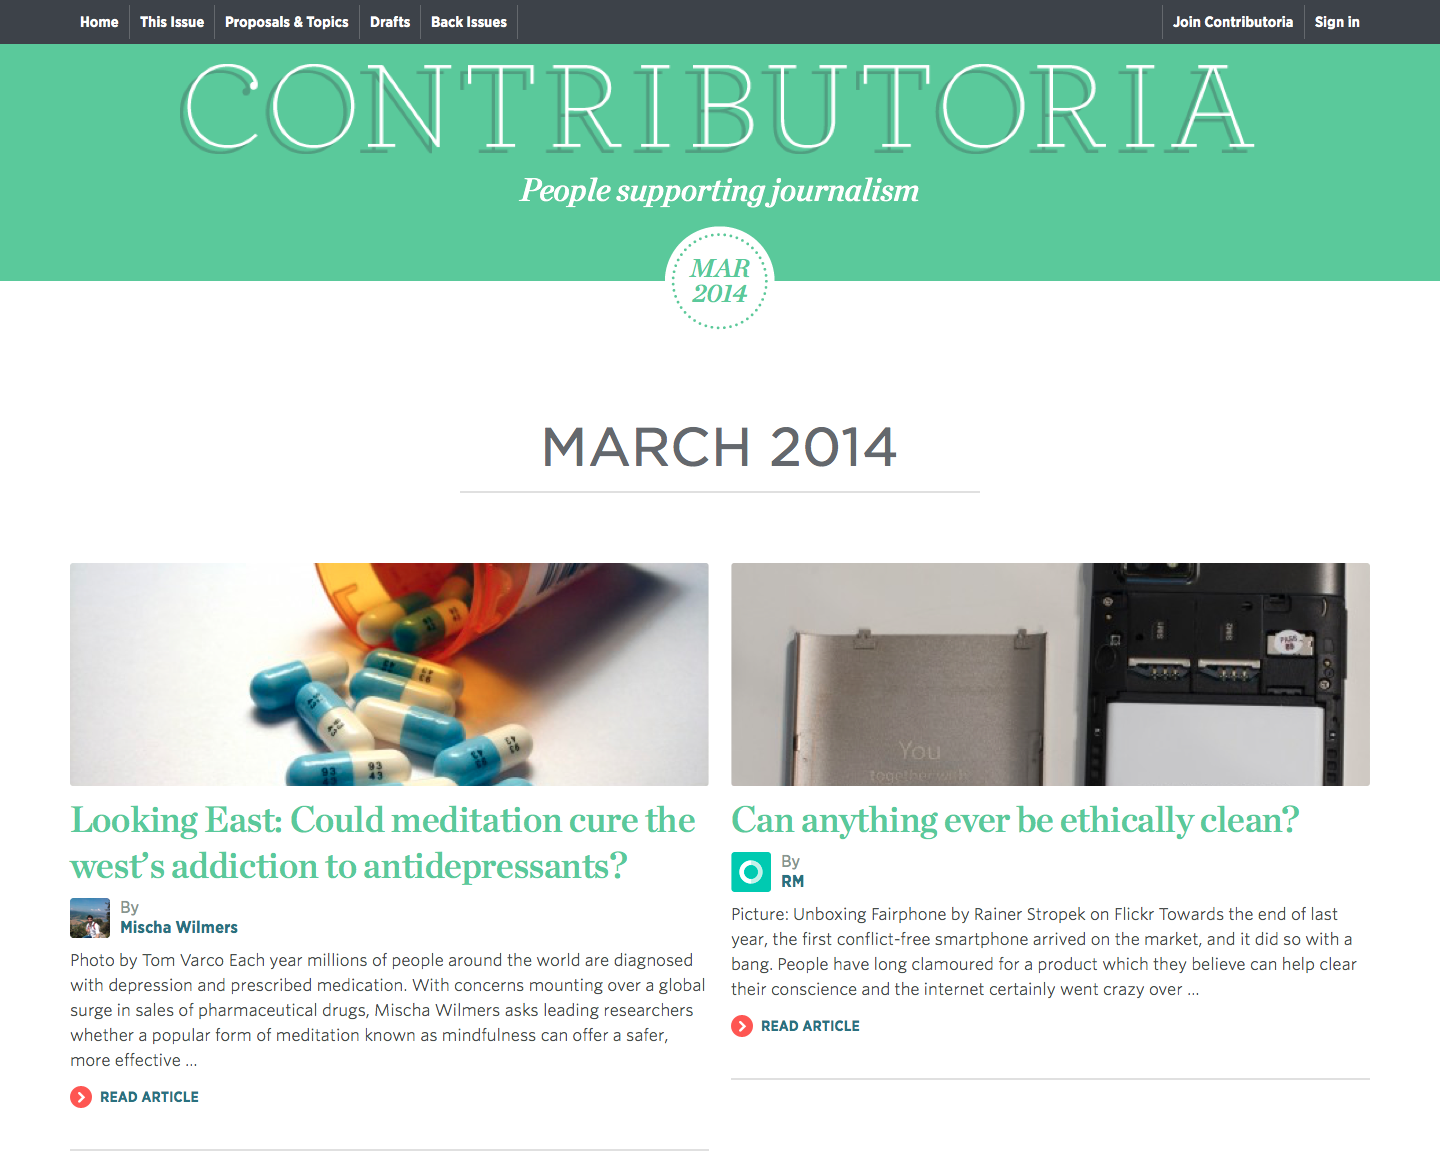 Home
This Issue
Proposals & Topics
Drafts
Back Issues
Join Contributoria
Sign in
CONTRIBUTORIA
People supporting journalism
MAR
2014
MARCH 2014
93
43
You
together with
SIM1
SIM2
Looking East: Could meditation cure the
west's addiction to antidepressants?
By
Mischa Wilmers
Photo by Tom Varco Each year millions of people around the world are diagnosed
with depression and prescribed medication. With concerns mounting over a global
surge in sales of pharmaceutical drugs, Mischa Wilmers asks leading researchers
whether a popular form of meditation known as mindfulness can offer a safer,
more effective ...
READ ARTICLE
Can anything ever be ethically clean?
By
RM
Picture: Unboxing Fairphone by Rainer Stropek on Flickr Towards the end of last
year, the first conflict-free smartphone arrived on the market, and it did so with a
bang. People have long clamoured for a product which they believe can help clear
their conscience and the internet certainly went crazy over ...
READ ARTICLE